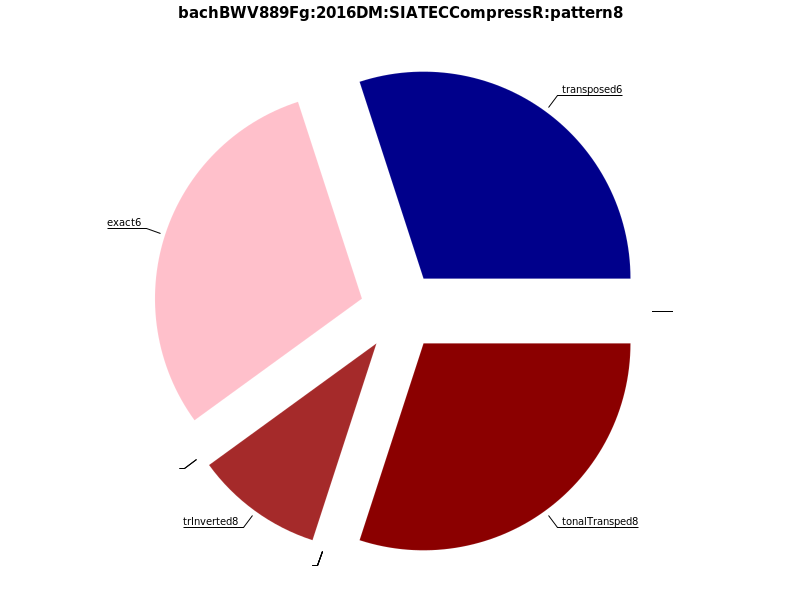 bachBWV889Fg:2016DM:SIATECCompressR:pattern8
transposed6
exact6
trInverted8
tonalTransped8